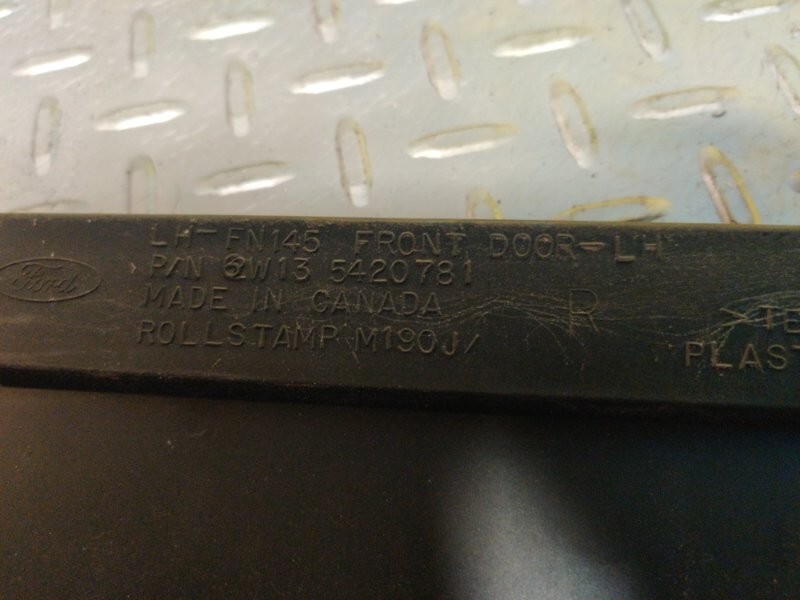 LH-FN145 FRONT DOOR-LH
Ford
P/N 2W13 5420781
MADE IN CANADA
R
ROLLSTAMP M190J/
PLAST